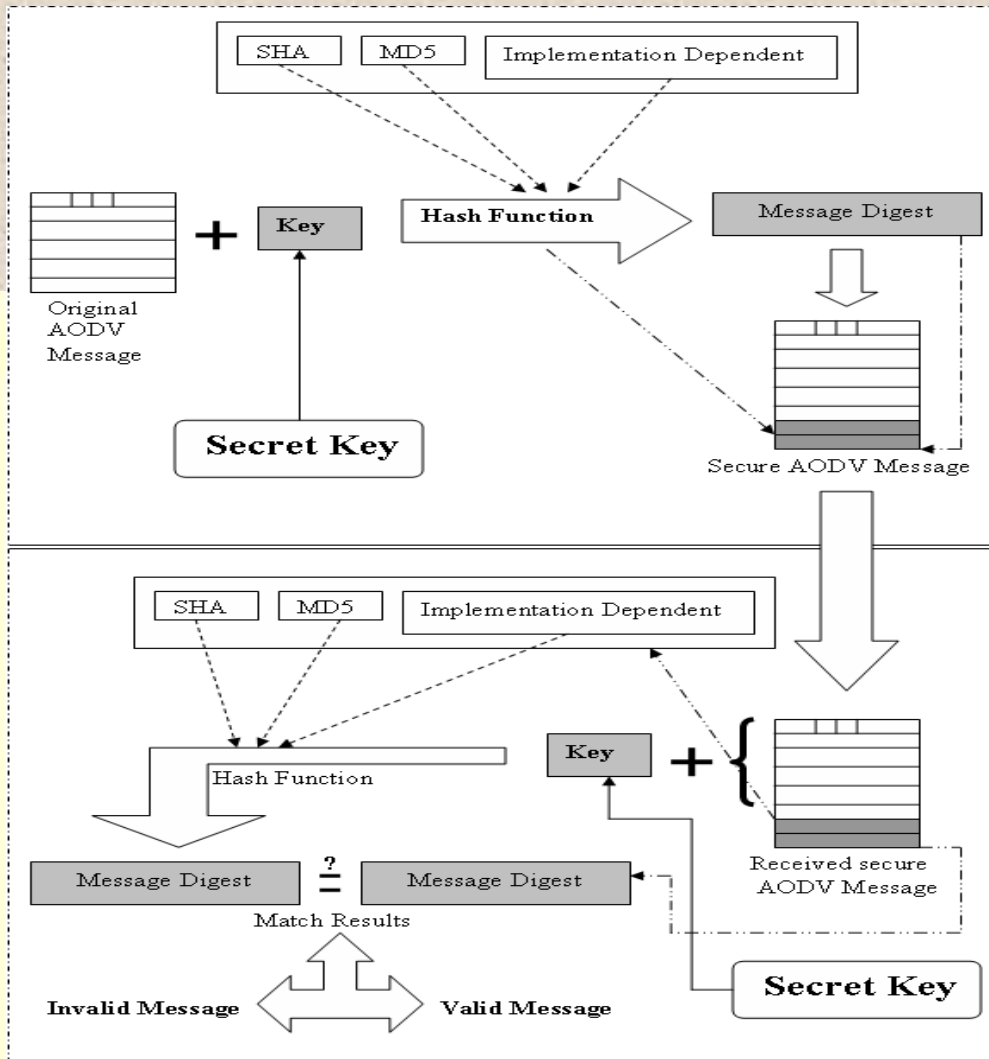 SHA
MD5
Implementation Dependent
Hash Function
Message Digest
+
Key
Original
AODV
Message
Secret Key
Secure AODV Message
SHA
MD5
Implementation Dependent
Hash Function
Key
+
{
Received secure
AODV Message
Message Digest
?
=
Message Digest
Match Results
Invalid Message
Valid Message
Secret Key